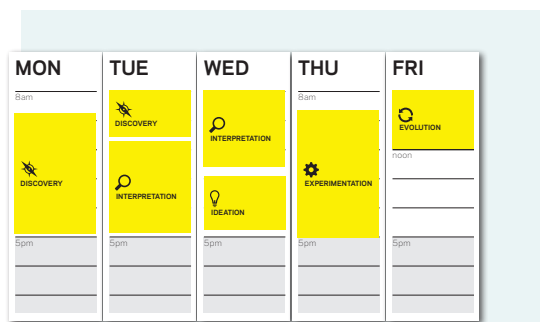 MON
8am
DISCOVERY
5pm
TUE
DISCOVERY
INTERPRETATION
5pm
WED
INTERPRETATION
IDEATION
5pm
THU
8am
EXPERIMENTATION
5pm
FRI
EVOLUTION
noon
5pm